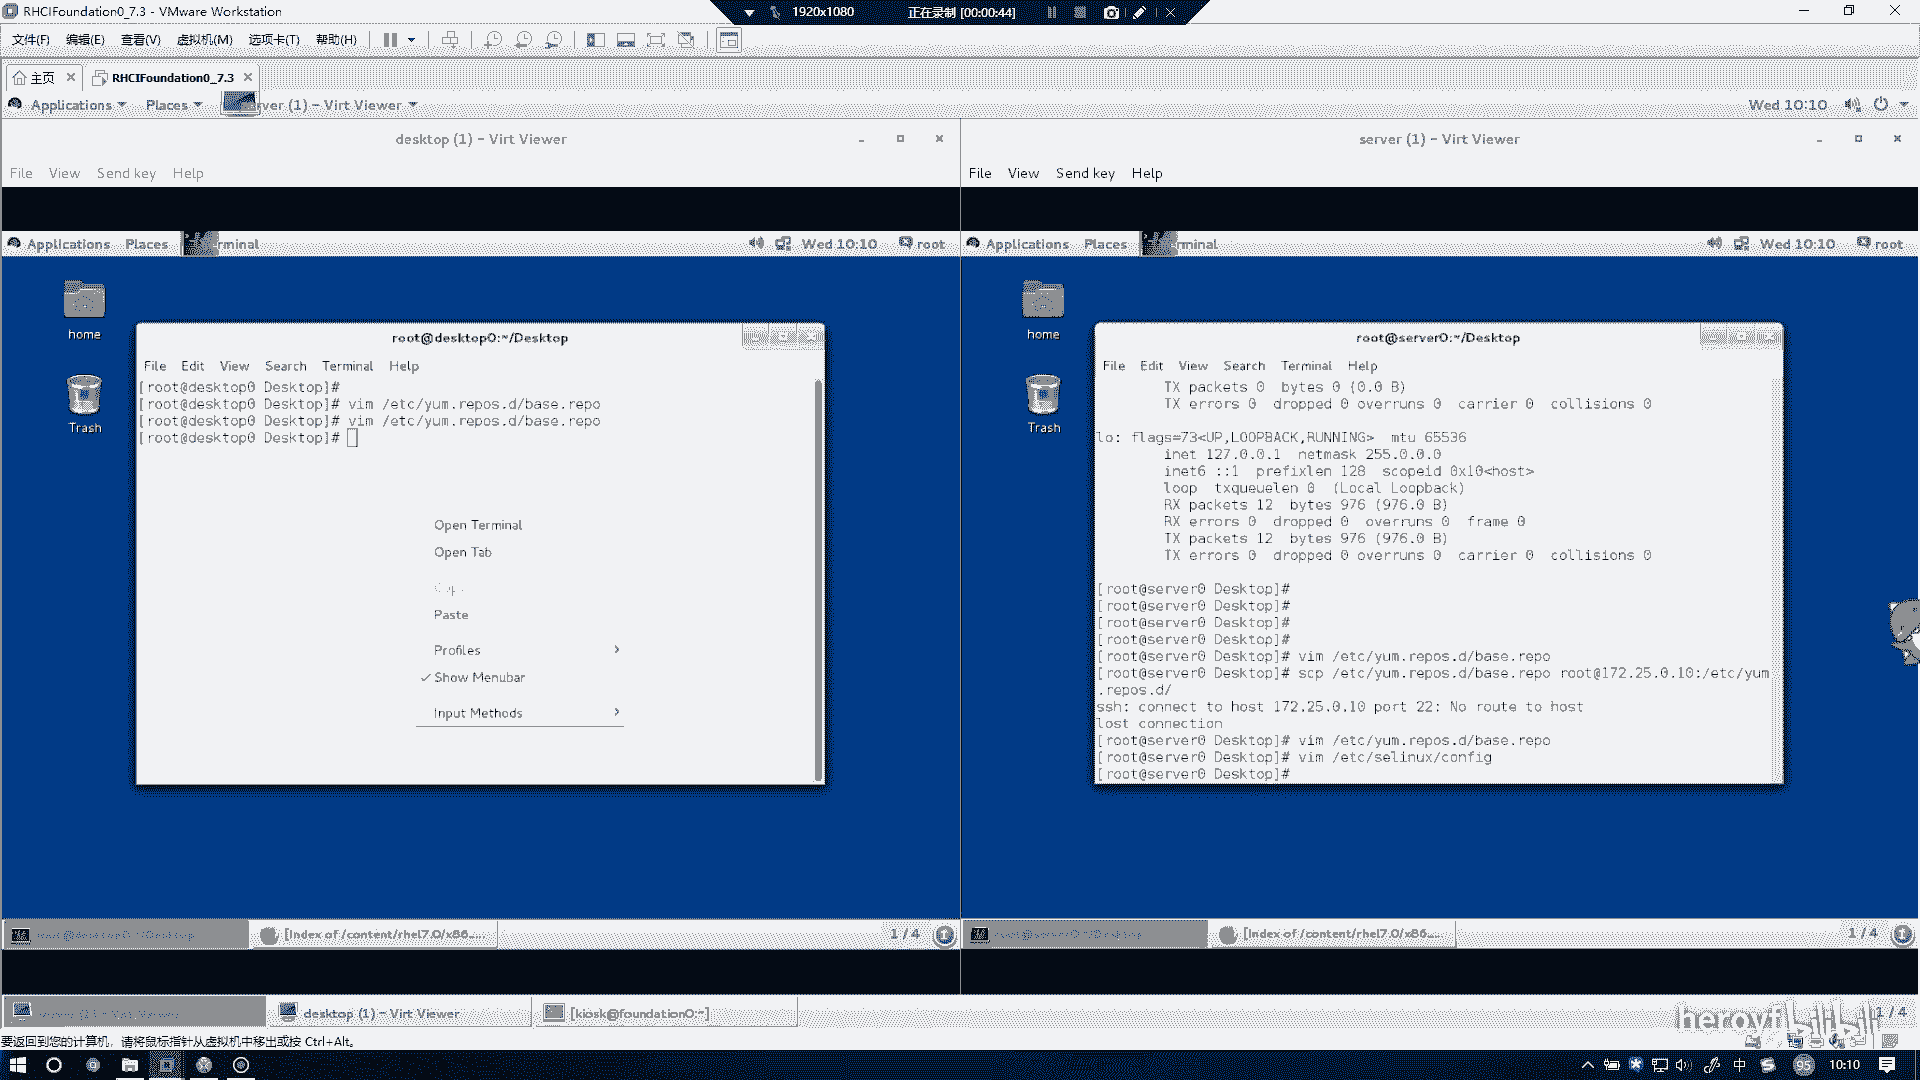 RHCIFoundation0_7.3 - VMware Workstation
1920x1080 正在录制 [00:00:44]
文件(F) 编辑(E) 查看(V) 虚拟机(M) 选项卡(T) 帮助(H)
主页 RHCIFoundation0_7.3
Applications Places (1) - Virt Viewer Wed 10:10
desktop (1) - Virt Viewer
File View Send key Help
Applications Places Wed 10:10 root
home
Trash
root@desktop0:~/Desktop
File Edit View Search Terminal Help
[root@desktop0 Desktop]#
[root@desktop0 Desktop]# vim /etc/yum.repos.d/base.repo
[root@desktop0 Desktop]# vim /etc/yum.repos.d/base.repo
[root@desktop0 Desktop]#
Open Terminal
Open Tab
Paste
Profiles
Show Menubar
Input Methods
[Index of /content/rhel7.0/x86.... 1 / 4
server (1) - Virt Viewer
File View Send key Help
Applications Places Wed 10:10 root
home
Trash
root@server0:~/Desktop
File Edit View Search Terminal Help
TX packets 0 bytes 0 (0.0 B)
TX errors 0 dropped 0 overruns 0 carrier 0 collisions 0
lo: flags=73<UP,LOOPBACK,RUNNING> mtu 65536
inet 127.0.0.1 netmask 255.0.0.0
inet6 ::1 prefixlen 128 scopeid 0x10<host>
loop txqueuelen 0 (Local Loopback)
RX packets 12 bytes 976 (976.0 B)
RX errors 0 dropped 0 overruns 0 frame 0
TX packets 12 bytes 976 (976.0 B)
TX errors 0 dropped 0 overruns 0 carrier 0 collisions 0
[root@server0 Desktop]#
[root@server0 Desktop]#
[root@server0 Desktop]#
[root@server0 Desktop]#
[root@server0 Desktop]# vim /etc/yum.repos.d/base.repo
[root@server0 Desktop]# scp /etc/yum.repos.d/base.repo root@172.25.0.10:/etc/yum
.repos.d/
ssh: connect to host 172.25.0.10 port 22: No route to host
lost connection
[root@server0 Desktop]# vim /etc/yum.repos.d/base.repo
[root@server0 Desktop]# vim /etc/selinux/config
[root@server0 Desktop]#
[Index of /content/rhel7.0/x86.... 1 / 4
desktop (1) - Virt Viewer [kiosk@foundation0:~] 1 / 4
要返回到您的计算机，请将鼠标指针从虚拟机中移出或按 Ctrl+Alt。
中 95 10:10